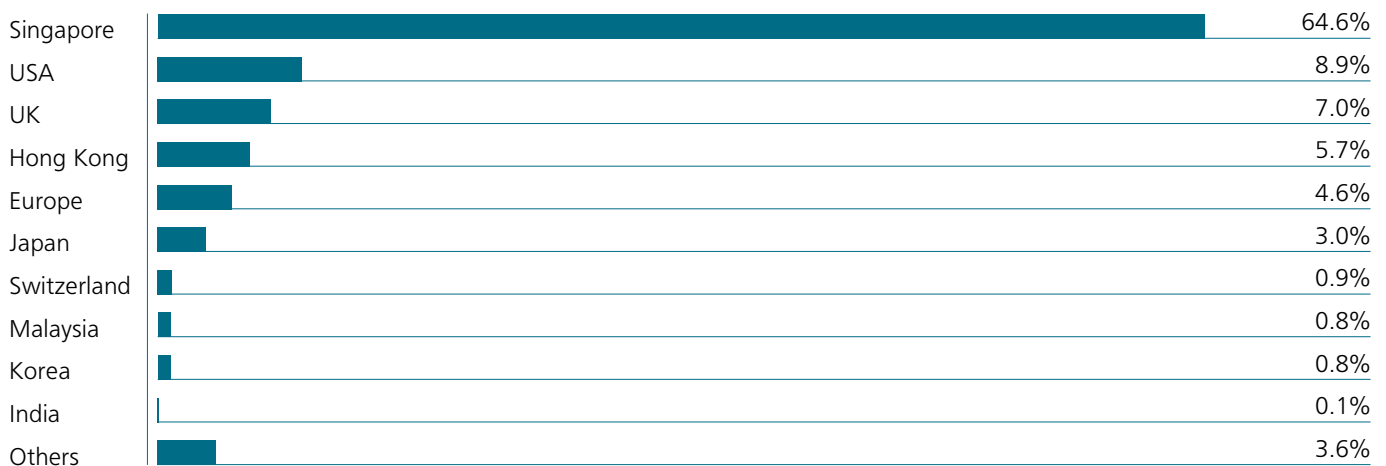 Singapore 64.6%
USA 8.9%
UK 7.0%
Hong Kong 5.7%
Europe 4.6%
Japan 3.0%
Switzerland 0.9%
Malaysia 0.8%
Korea 0.8%
India 0.1%
Others 3.6%